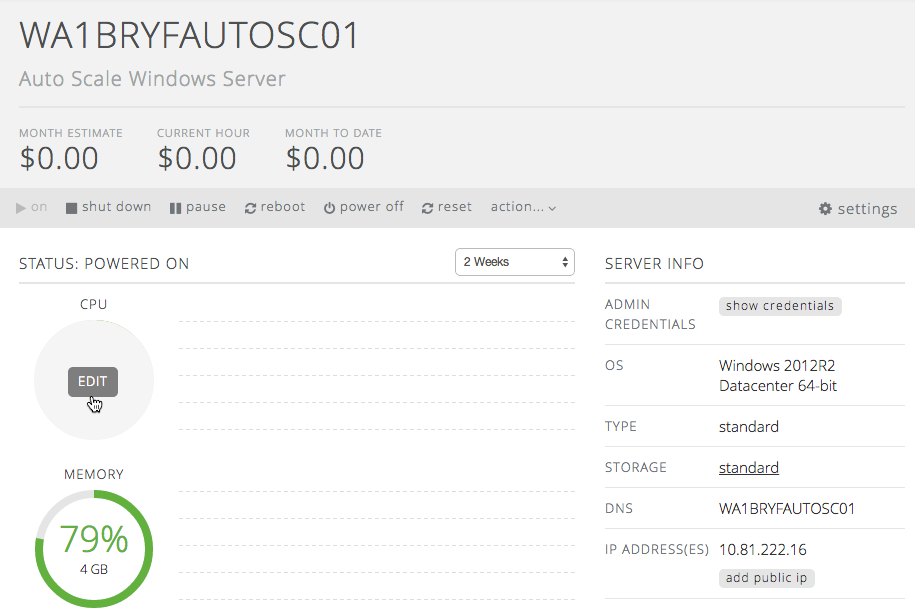 WA1BRYFAUTOSC01
Auto Scale Windows Server
MONTH ESTIMATE CURRENT HOUR MONTH TO DATE
$0.00 $0.00 $0.00
on shut down pause reboot power off reset action... settings
STATUS: POWERED ON 2 Weeks
CPU
EDIT
MEMORY
79%
4 GB
SERVER INFO
ADMIN CREDENTIALS show credentials
OS Windows 2012R2
Datacenter 64-bit
TYPE standard
STORAGE standard
DNS WA1BRYFAUTOSC01
IP ADDRESS(ES) 10.81.222.16
add public ip